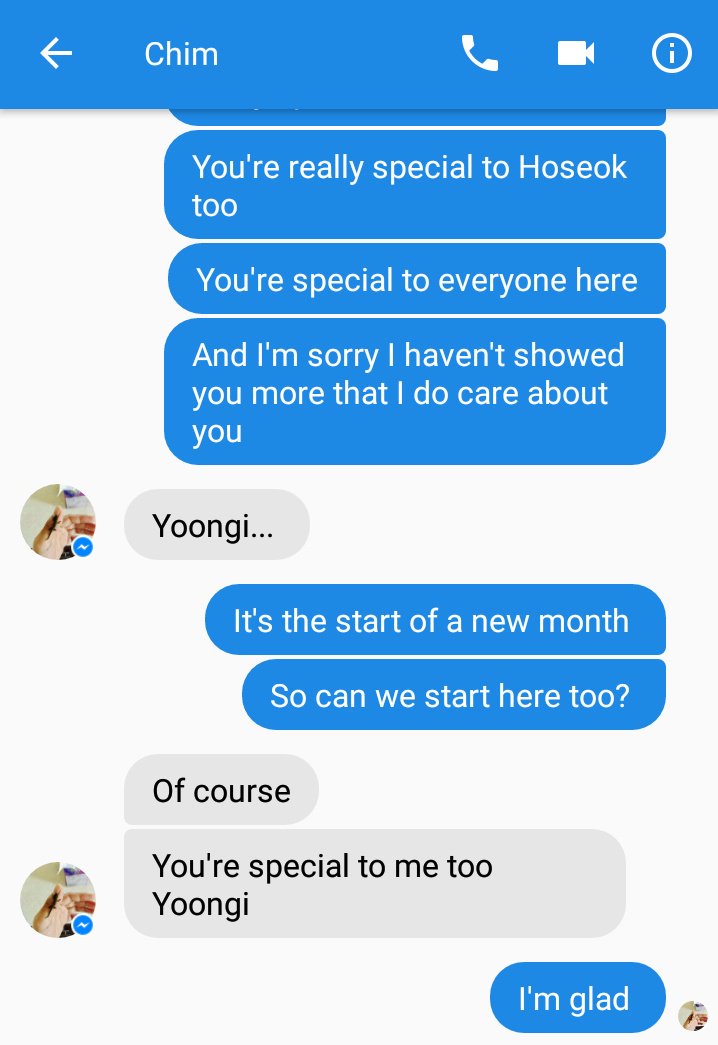 Chim
You're really special to Hoseok
too
You're special to everyone here
And I'm sorry I haven't showed
you more that I do care about
you
Yoongi...
It's the start of a new month
So can we start here too?
Of course
You're special to me too
Yoongi
I'm glad